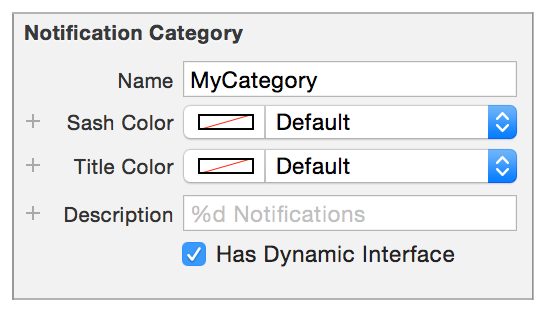 Notification Category
Name MyCategory
+ Sash Color Default
+ Title Color Default
+ Description %d Notifications
Has Dynamic Interface